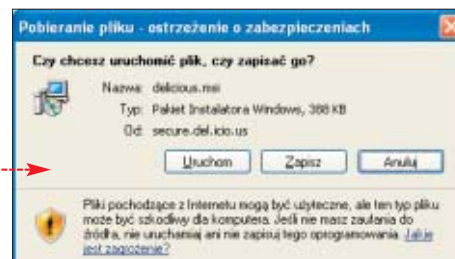 Pobieranie pliku - ostrzeżenie o zabezpieczeniach
Czy chcesz uruchomić plik, czy zapisać go?
Nazwa: delicious.msi
Typ: Pakiet Instalatora Windows, 388 KB
Od: secure.del.icio.us
Uruchom Zapisz Anuluj
Pliki pochodzące z Internetu mogą być użyteczne, ale ten typ pliku
może być szkodliwy dla komputera. Jeśli nie masz zaufania do
źródła, nie uruchamiaj ani nie zapisuj tego oprogramowania. Jakie
jest zagrożenie?